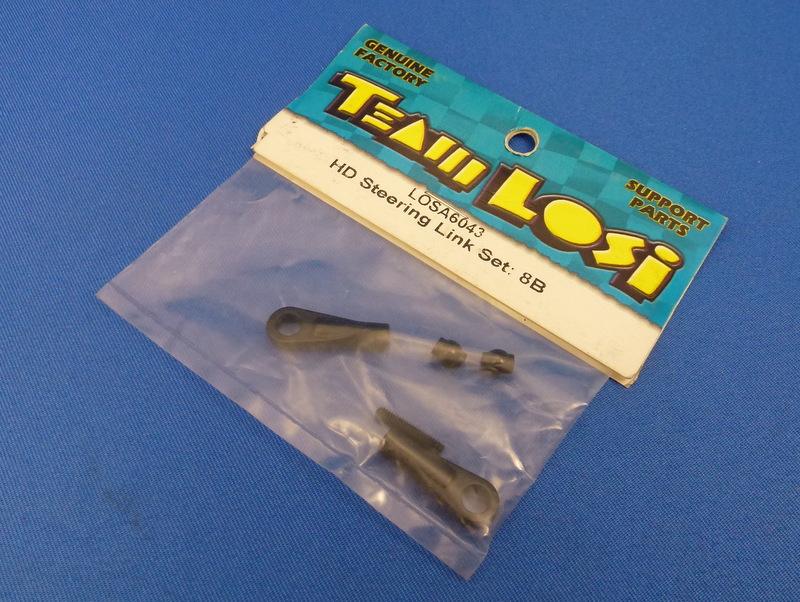 GENUINE
FACTORY
TEAM LOSI
SUPPORT
PARTS
LOSA6043
HD Steering Link Set: 8B